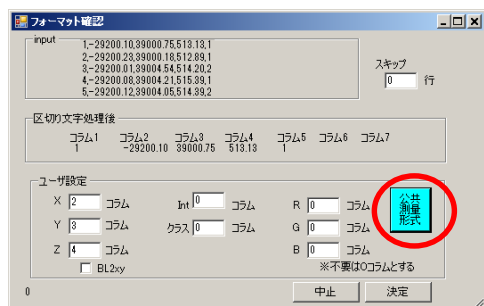 フォーマット確認
input
1,-29200.10,39000.75,513.13,1
2,-29200.23,39000.18,512.89,1
3,-29200.01,39004.54,514.20,2
4,-29200.08,39004.21,515.39,1
5,-29200.12,39004.05,514.39,2
スキップ
0 行
区切り文字処理後
コラム1 コラム2 コラム3 コラム4 コラム5 コラム6 コラム7
1 -29200.10 39000.75 513.13 1
ユーザ設定
X 2 コラム Int 0 コラム R 0 コラム
Y 3 コラム クラス 0 コラム G 0 コラム
Z 4 コラム B 0 コラム
公共
測量
形式
BL2xy ※不要は0コラムとする
0 中止 決定